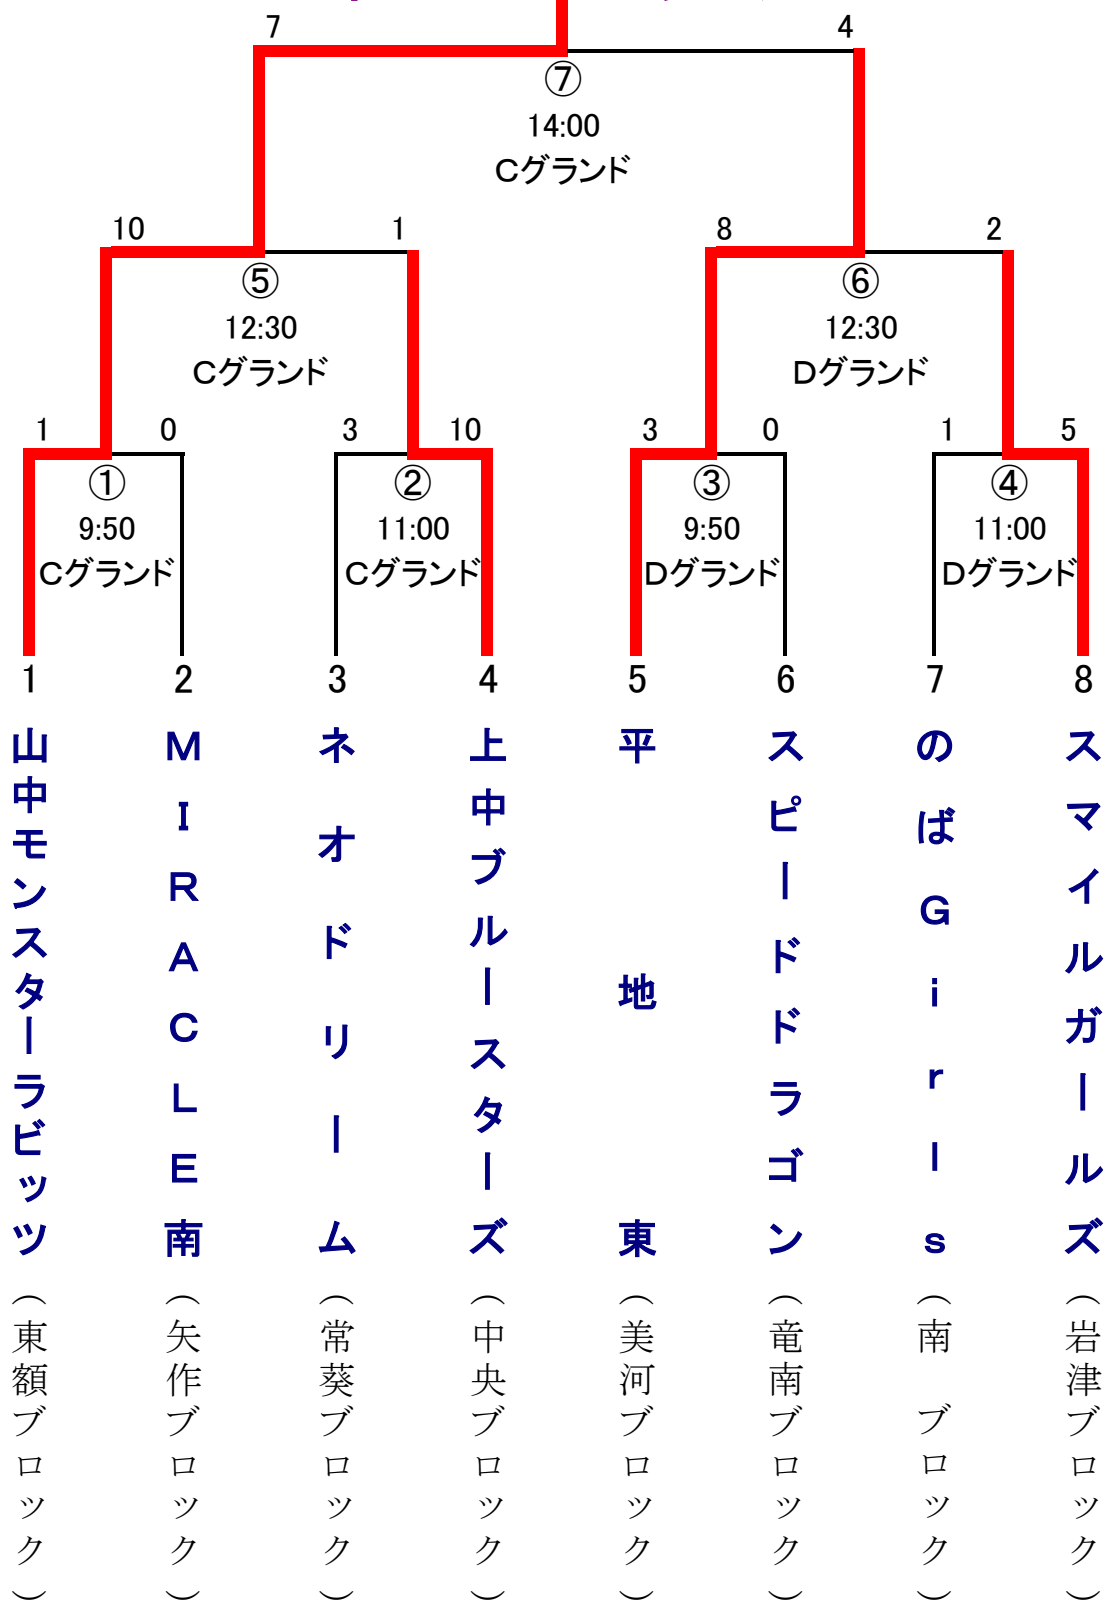 7 4
⑦
14:00
Cグランド
10 1 8 2
⑤ ⑥
12:30 12:30
Cグランド Dグランド
1 0 3 10 3 0 1 5
① ② ③ ④
9:50 11:00 9:50 11:00
Cグランド Cグランド Dグランド Dグランド
1 2 3 4 5 6 7 8
山中モンスターラビッツ
(東額ブロック)
MIRACLE南
(矢作ブロック)
ネオドリーム
(常葵ブロック)
上中ブルースターズ
(中央ブロック)
平地東
(美河ブロック)
スピードドラゴン
(竜南ブロック)
のばGirls
(南 ブロック)
スマイルガールズ
(岩津ブロック)